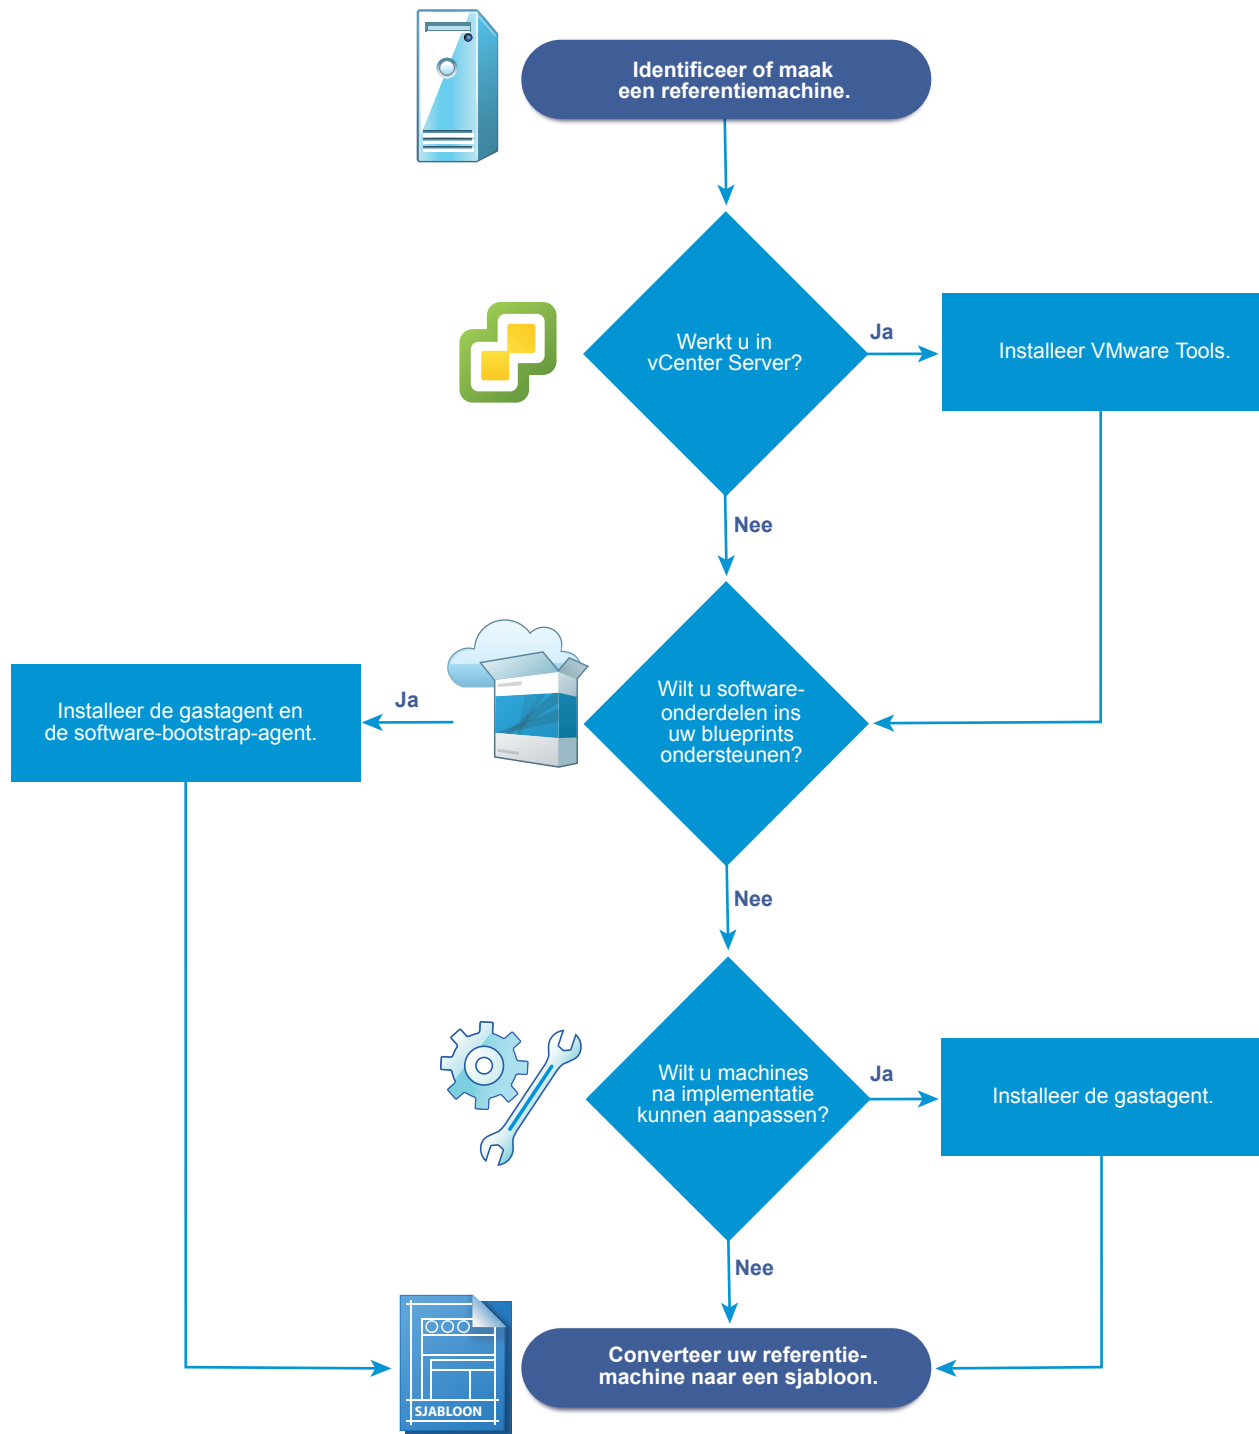 Identificeer of maak
een referentiemachine.
Werkt u in
vCenter Server?
Ja
Installeer VMware Tools.
Nee
Wilt u software-
onderdelen ins
uw blueprints
ondersteunen?
Ja
Installeer de gastagent en
de software-bootstrap-agent.
Nee
Wilt u machines
na implementatie
kunnen aanpassen?
Ja
Installeer de gastagent.
Nee
SJABLOON
Converteer uw referentie-
machine naar een sjabloon.